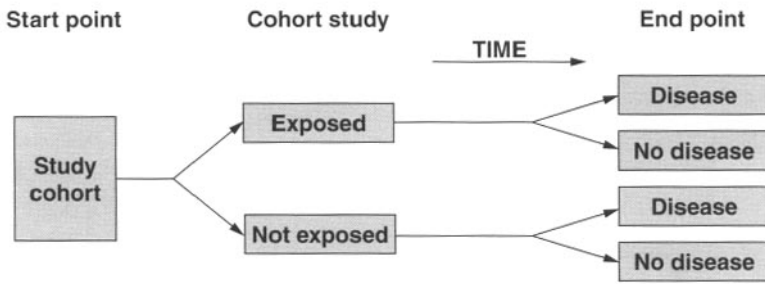 Start point
Cohort study
End point
TIME
Exposed
Disease
No disease
Study
cohort
Not exposed
Disease
No disease